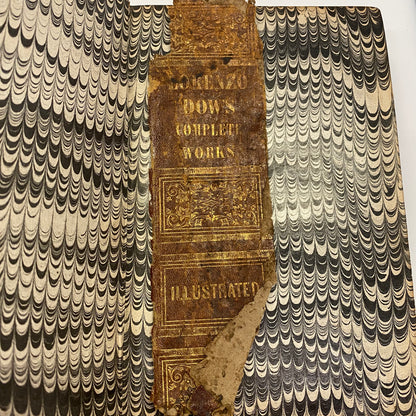 LORENZO
DOW'S
COMPLETE
WORKS
ILLUSTRATED